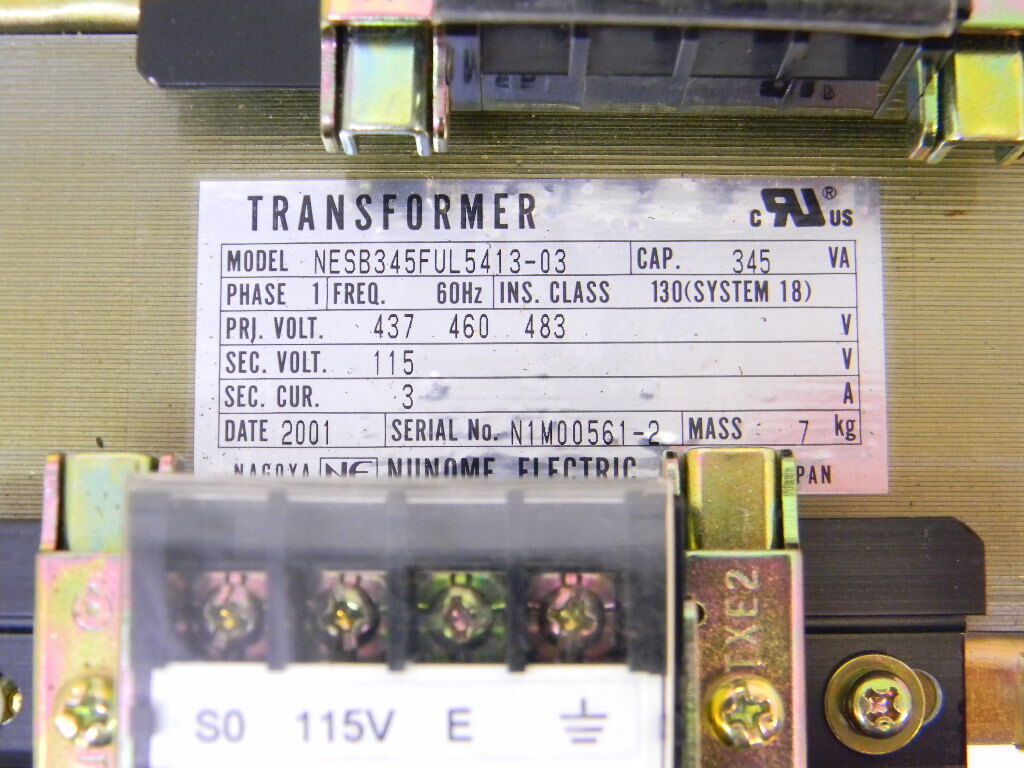 TRANSFORMER c RU ® US
MODEL NESB345FUL5413-03 CAP. 345 VA
PHASE 1 FREQ. 60Hz INS. CLASS 130(SYSTEM 18)
PRI. VOLT. 437 460 483 V
SEC. VOLT. 115 V
SEC. CUR. 3 A
DATE 2001 SERIAL No. N1M00561-2 MASS 7 kg
NAGOYA NE NUNOME ELECTRIC PAN
TXE2
S0 115V E